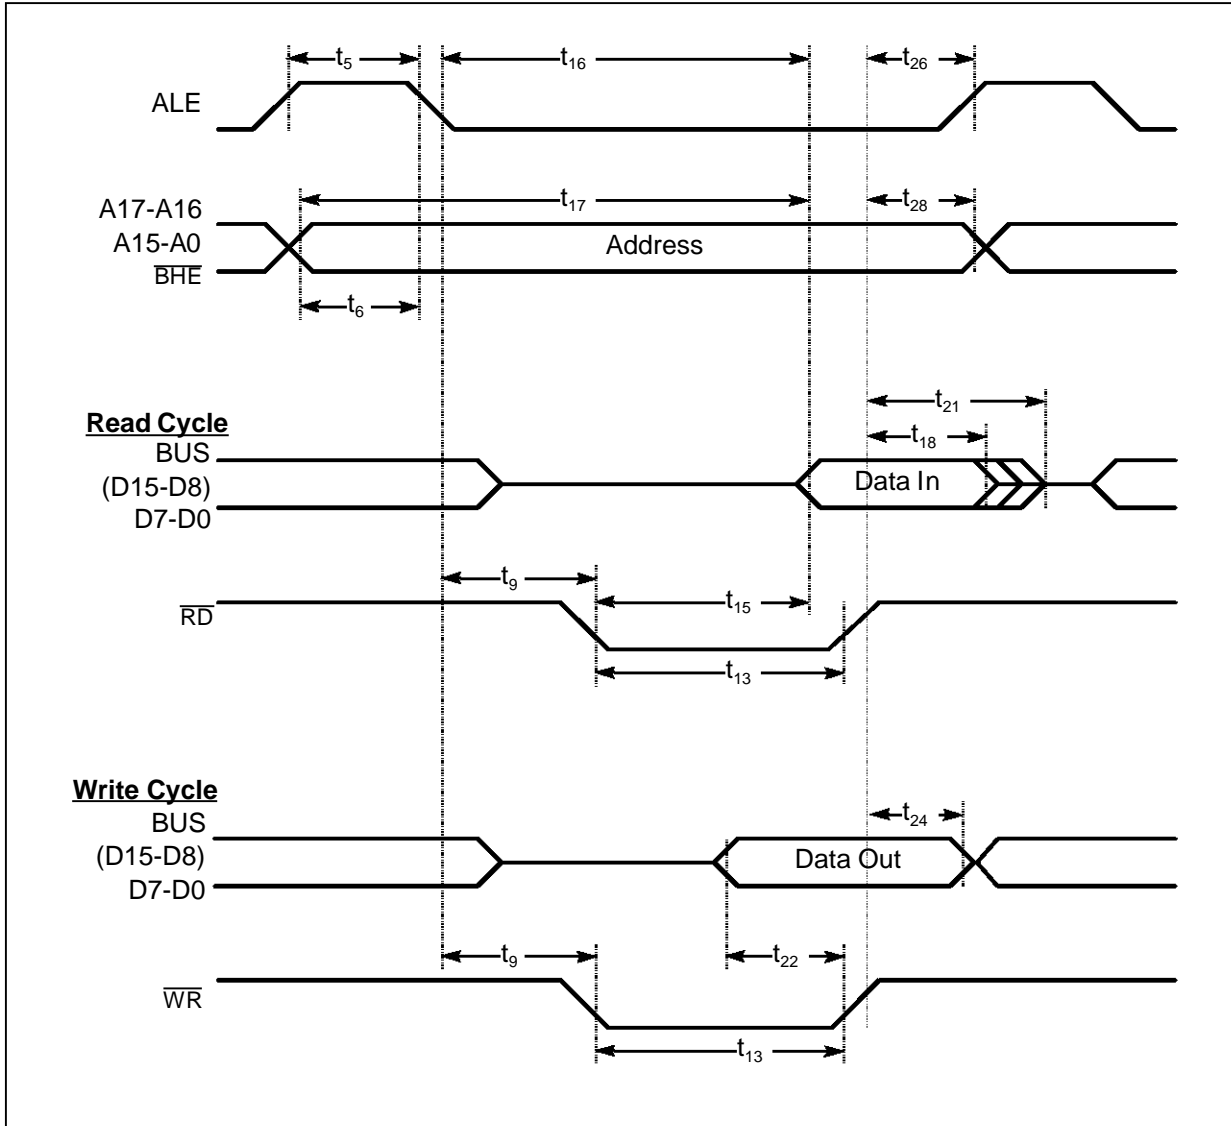 t5
t16
t26
ALE
A17-A16
t17
t28
A15-A0
Address
BHE
t6
t21
Read Cycle
t18
BUS
(D15-D8)
Data In
D7-D0
t9
t15
RD
t13
Write Cycle
t24
BUS
(D15-D8)
Data Out
D7-D0
t9
t22
WR
t13